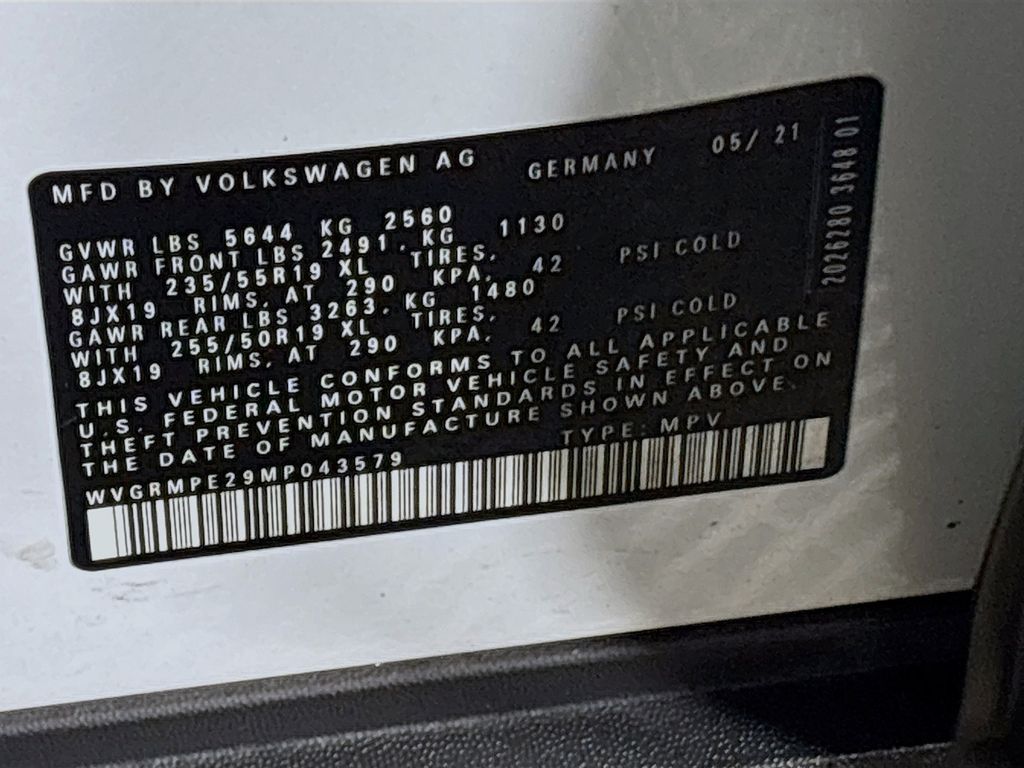 MFD BY VOLKSWAGEN AG GERMANY 05/ 21
GVWR LBS 5644 KG 2560
GAWR FRONT LBS 2491. KG 1130
WITH 235/55R19 XL TIRES.
8JX19 RIMS. AT 290 KPA. 42 PSI COLD
GAWR REAR LBS 3263. KG 1480
WITH 255/50R19 XL TIRES.
8JX19 RIMS. AT 290 KPA. 42 PSI COLD
THIS VEHICLE CONFORMS TO ALL APPLICABLE
U.S. FEDERAL MOTOR VEHICLE SAFETY AND
THEFT PREVENTION STANDARDS IN EFFECT ON
THE DATE OF MANUFACTURE SHOWN ABOVE.
WVGRMPE29MP043579 TYPE: MPV
2026280 3648 01